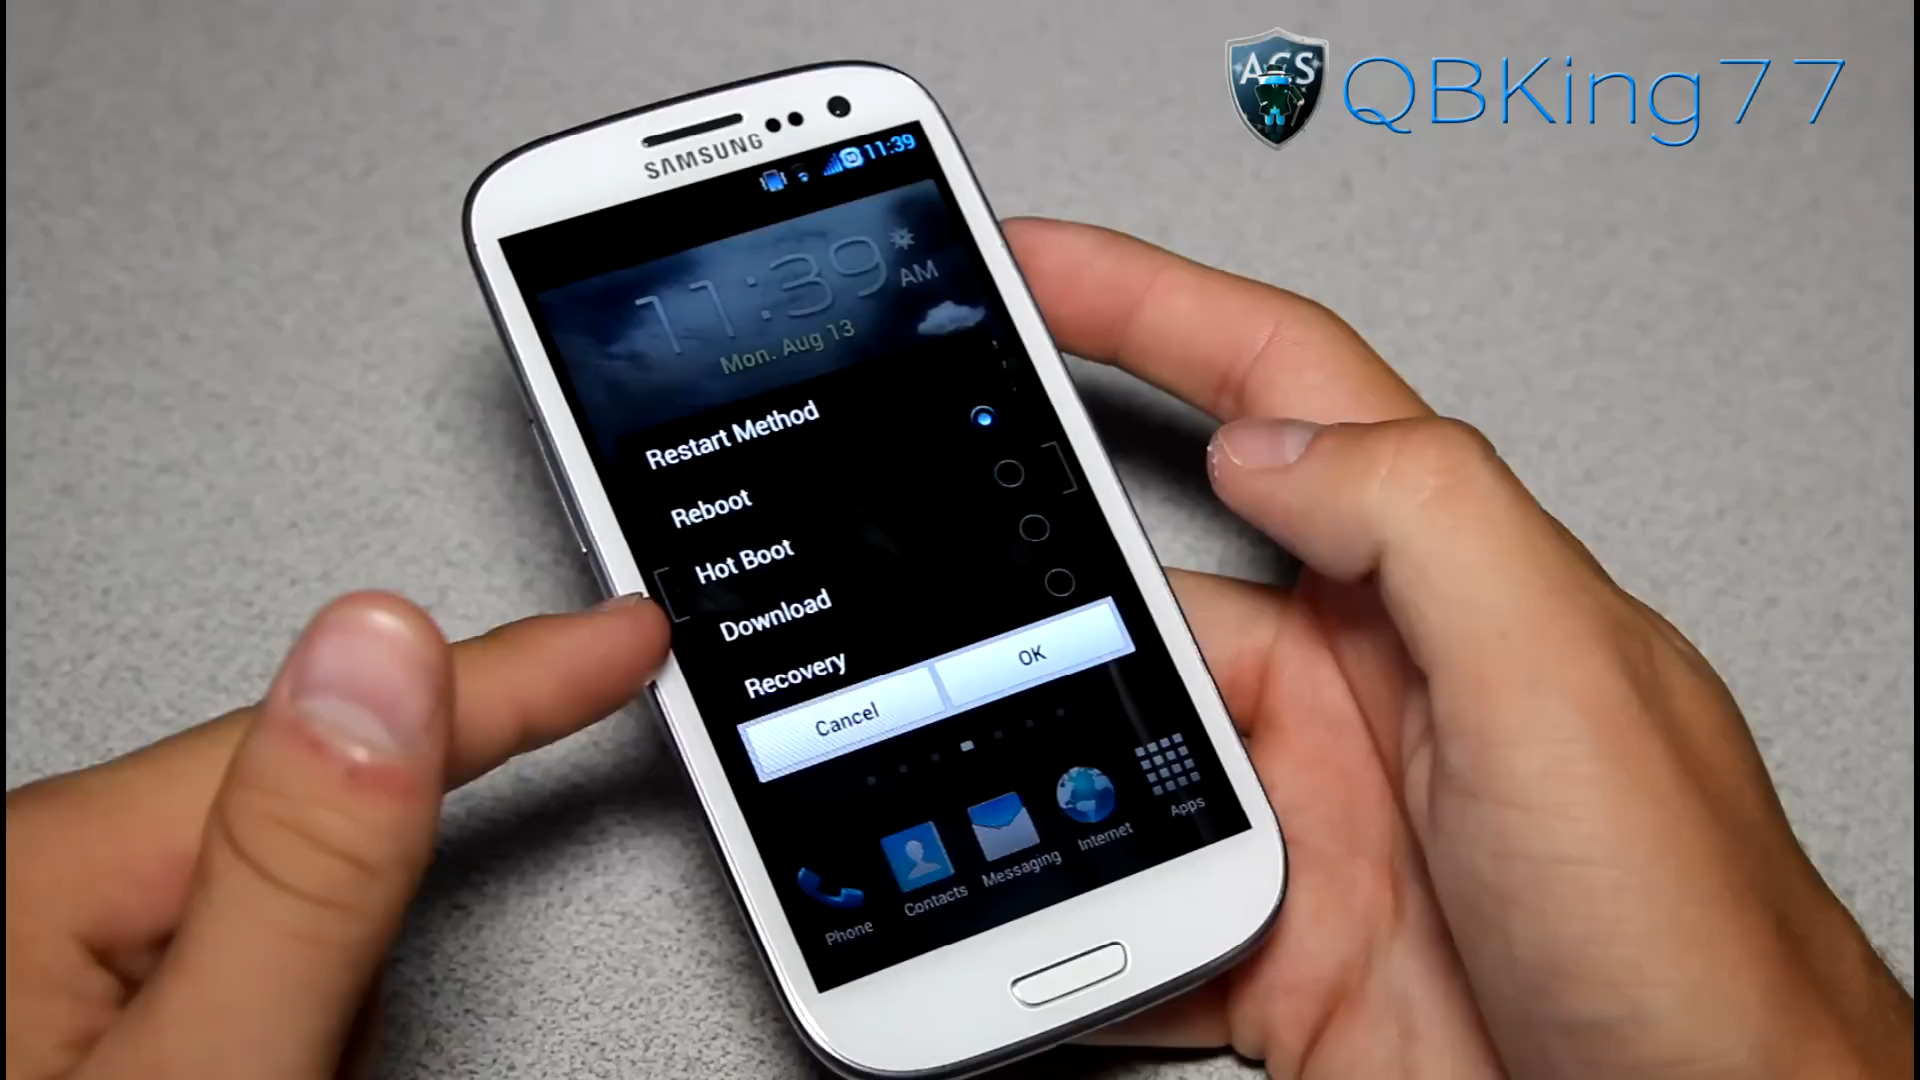 ACS
QBKing77
SAMSUNG
11:39
11:39
AM
Mon. Aug 13
Restart Method
Reboot
Hot Boot
Download
Recovery
Cancel
OK
Phone
Contacts
Messaging
Internet
Apps